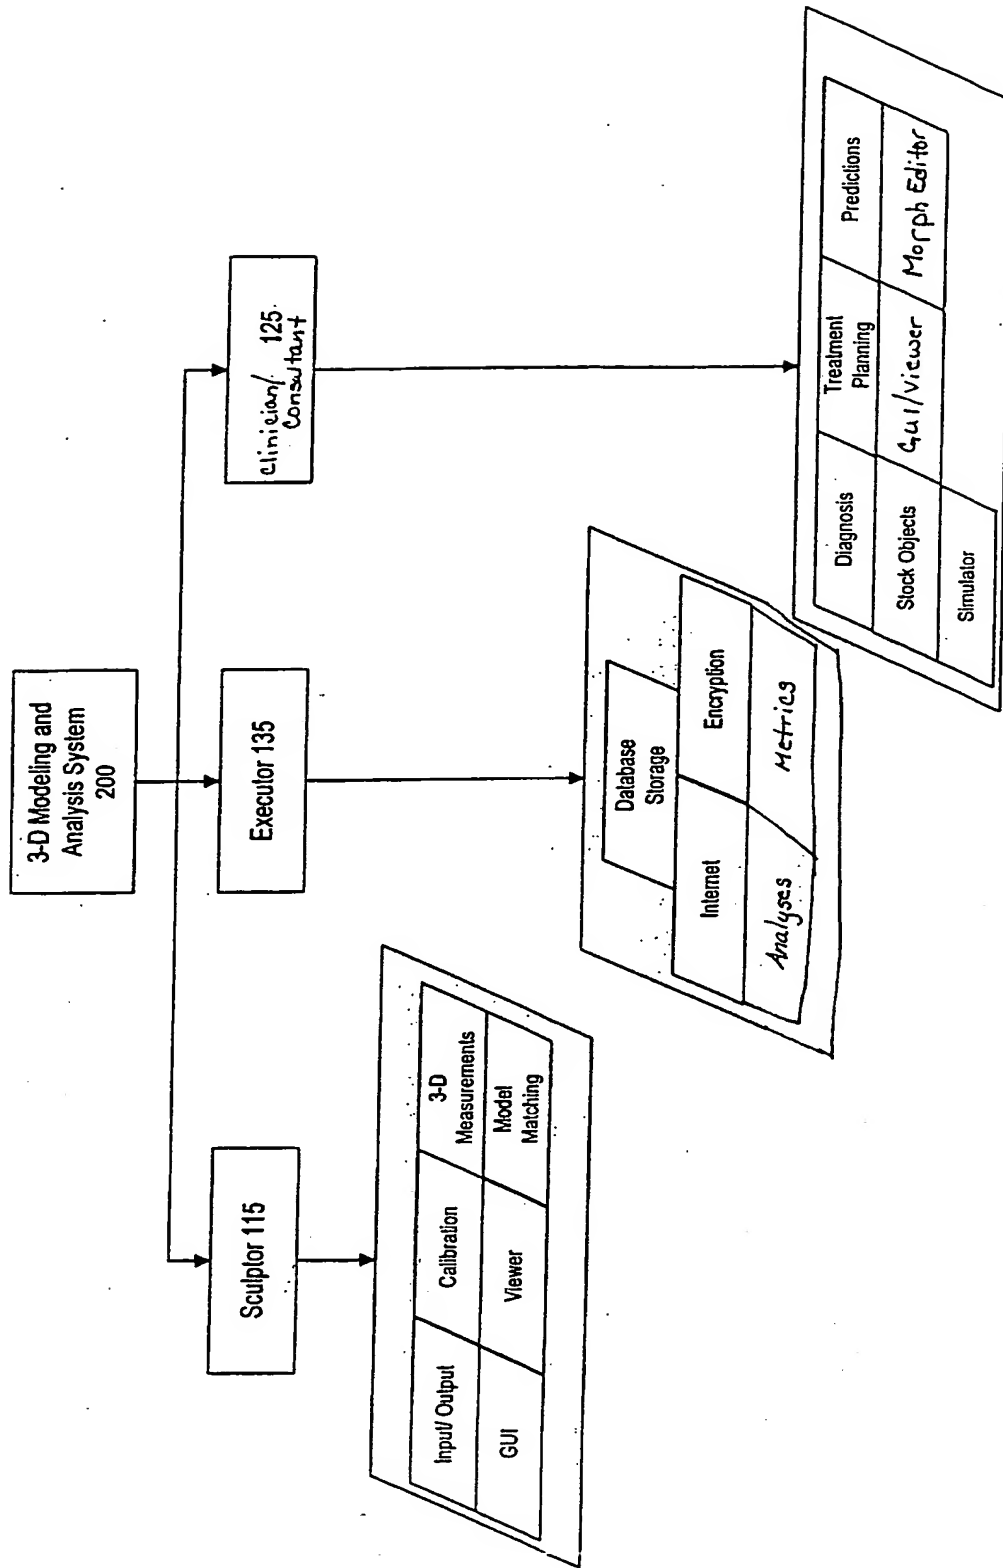 3-D Modeling and
Analysis System
200
Sculptor 115
Executor 135
Clinician/ 125
Consultant
Input/ Output
Calibration
3-D
Measurements
GUI
Viewer
Model
Matching
Database
Storage
Internet
Encryption
Analyses
Metrics
Diagnosis
Treatment
Planning
Predictions
Stock Objects
GUI/Viewer
Morph Editor
Simulator